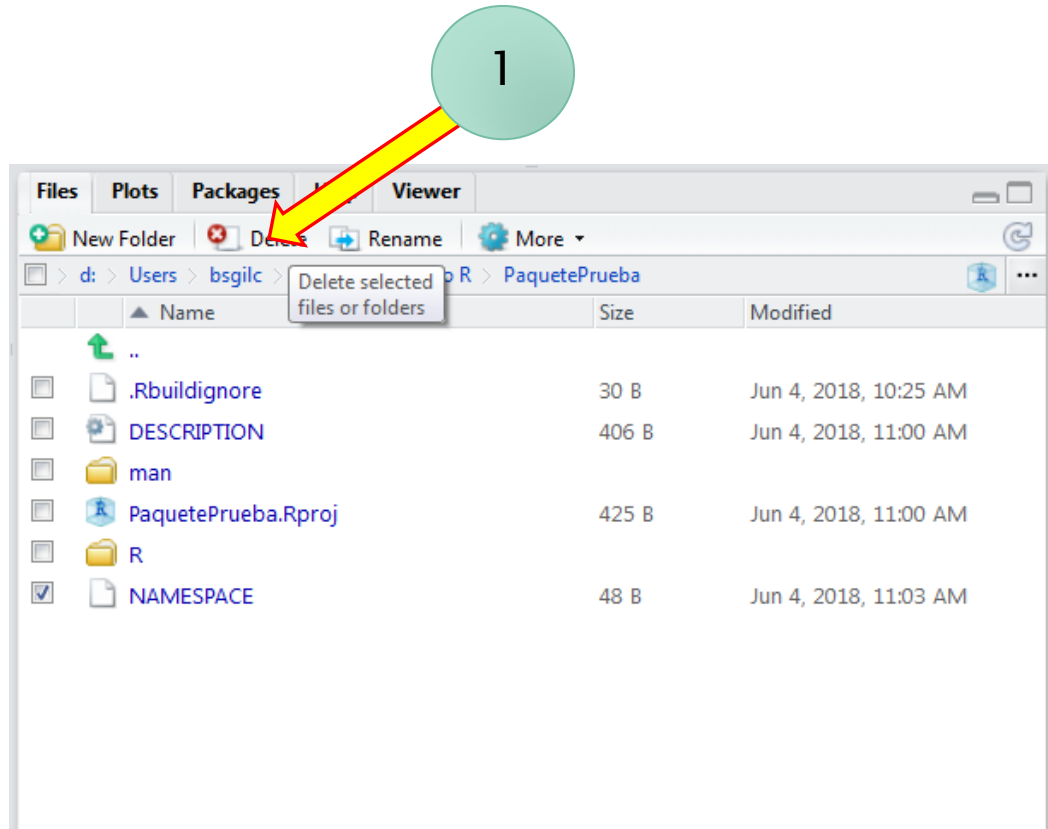 1
Files Plots Packages Viewer
New Folder Delete Rename More
d: > Users > bsgilc > R > PaquetePrueba ...
Delete selected
files or folders
Name Size Modified
..
.Rbuildignore 30 B Jun 4, 2018, 10:25 AM
DESCRIPTION 406 B Jun 4, 2018, 11:00 AM
man
PaquetePrueba.Rproj 425 B Jun 4, 2018, 11:00 AM
R
NAMESPACE 48 B Jun 4, 2018, 11:03 AM